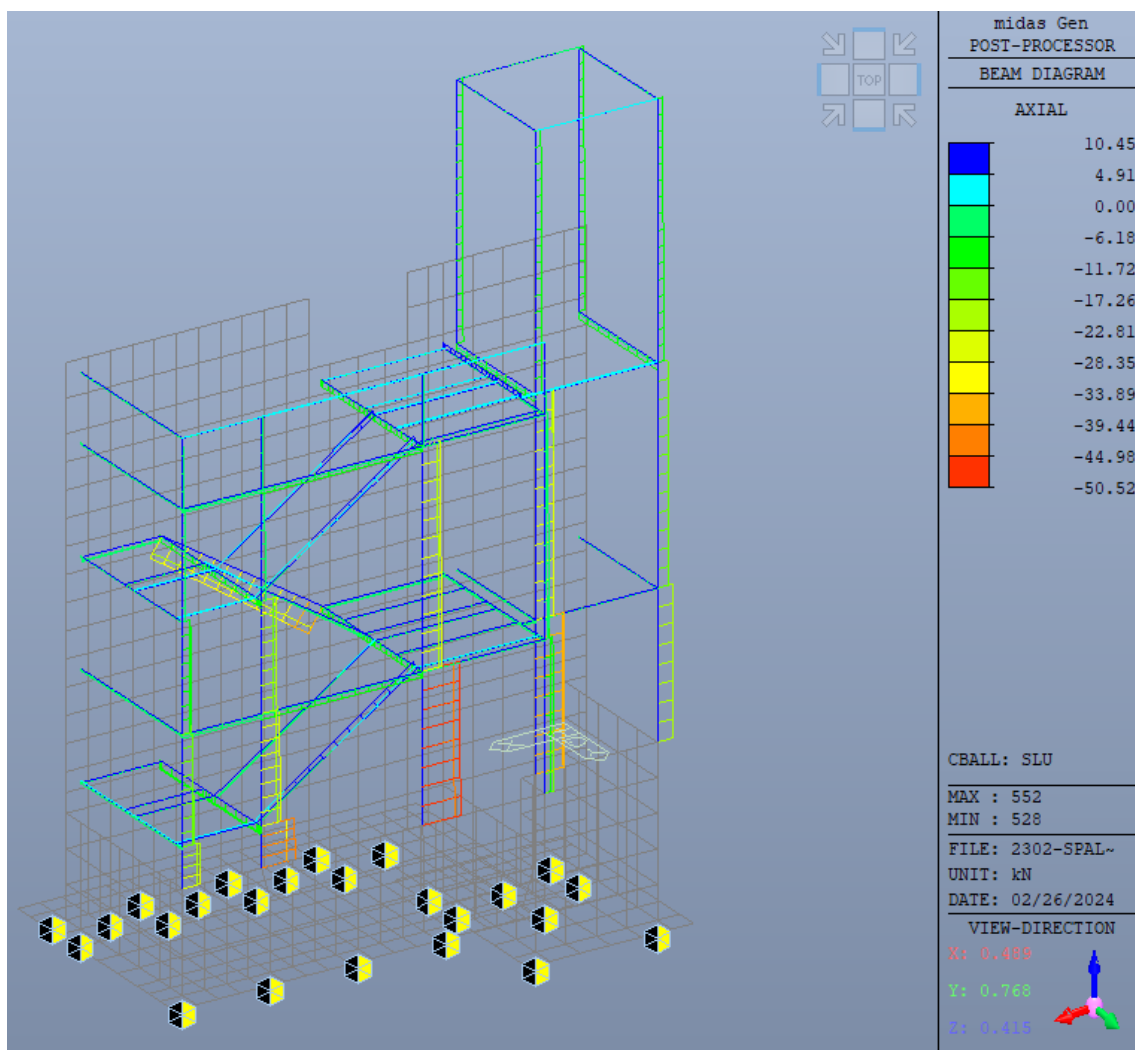 midas Gen
POST-PROCESSOR
BEAM DIAGRAM
AXIAL
10.45
4.91
0.00
-6.18
-11.72
-17.26
-22.81
-28.35
-33.89
-39.44
-44.98
-50.52
TOP
CBALL: SLU
MAX : 552
MIN : 528
FILE: 2302-SPAL~
UNIT: kN
DATE: 02/26/2024
VIEW-DIRECTION
X: 0.489
Y: 0.768
Z: 0.415